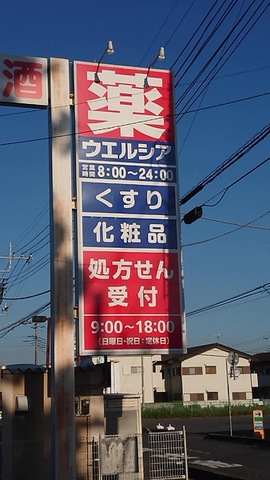 酒
薬
ウエルシア
営業時間 8:00〜24:00
くすり
化粧品
処方せん
受付
9:00〜18:00
(日曜日・祝日：定休日)